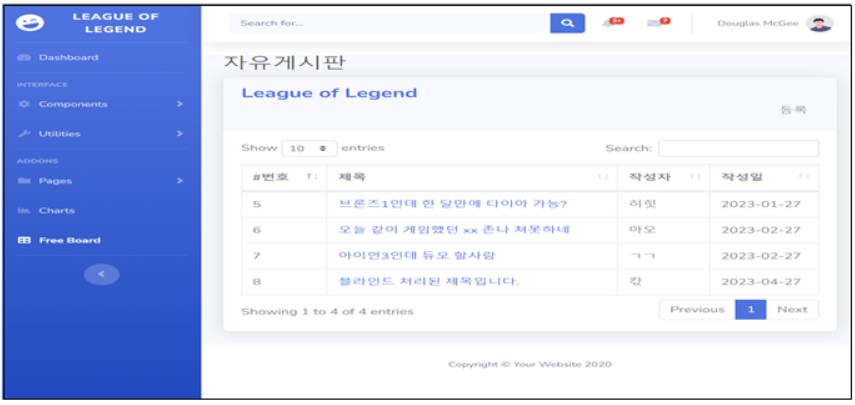 LEAGUE OF
LEGEND
Search for...
3+
7
Douglas McGee
Dashboard
자유게시판
INTERFACE
League of Legend
Components
등록
Utilities
Show 10 entries
Search:
ADDONS
#번호 제목 작성자 작성일
Pages
5 브론즈1인데 한 달만에 다이아 가능? 히힛 2023-01-27
Charts
6 오늘 같이 게임했던 xx 존나 쳐못하네 아오 2023-02-27
Free Board
7 아이언3인데 듀오 할사람 ㄱㄱ 2023-02-27
8 블라인드 처리된 제목입니다. 2023-04-27
Showing 1 to 4 of 4 entries
Previous 1 Next
Copyright © Your Website 2020